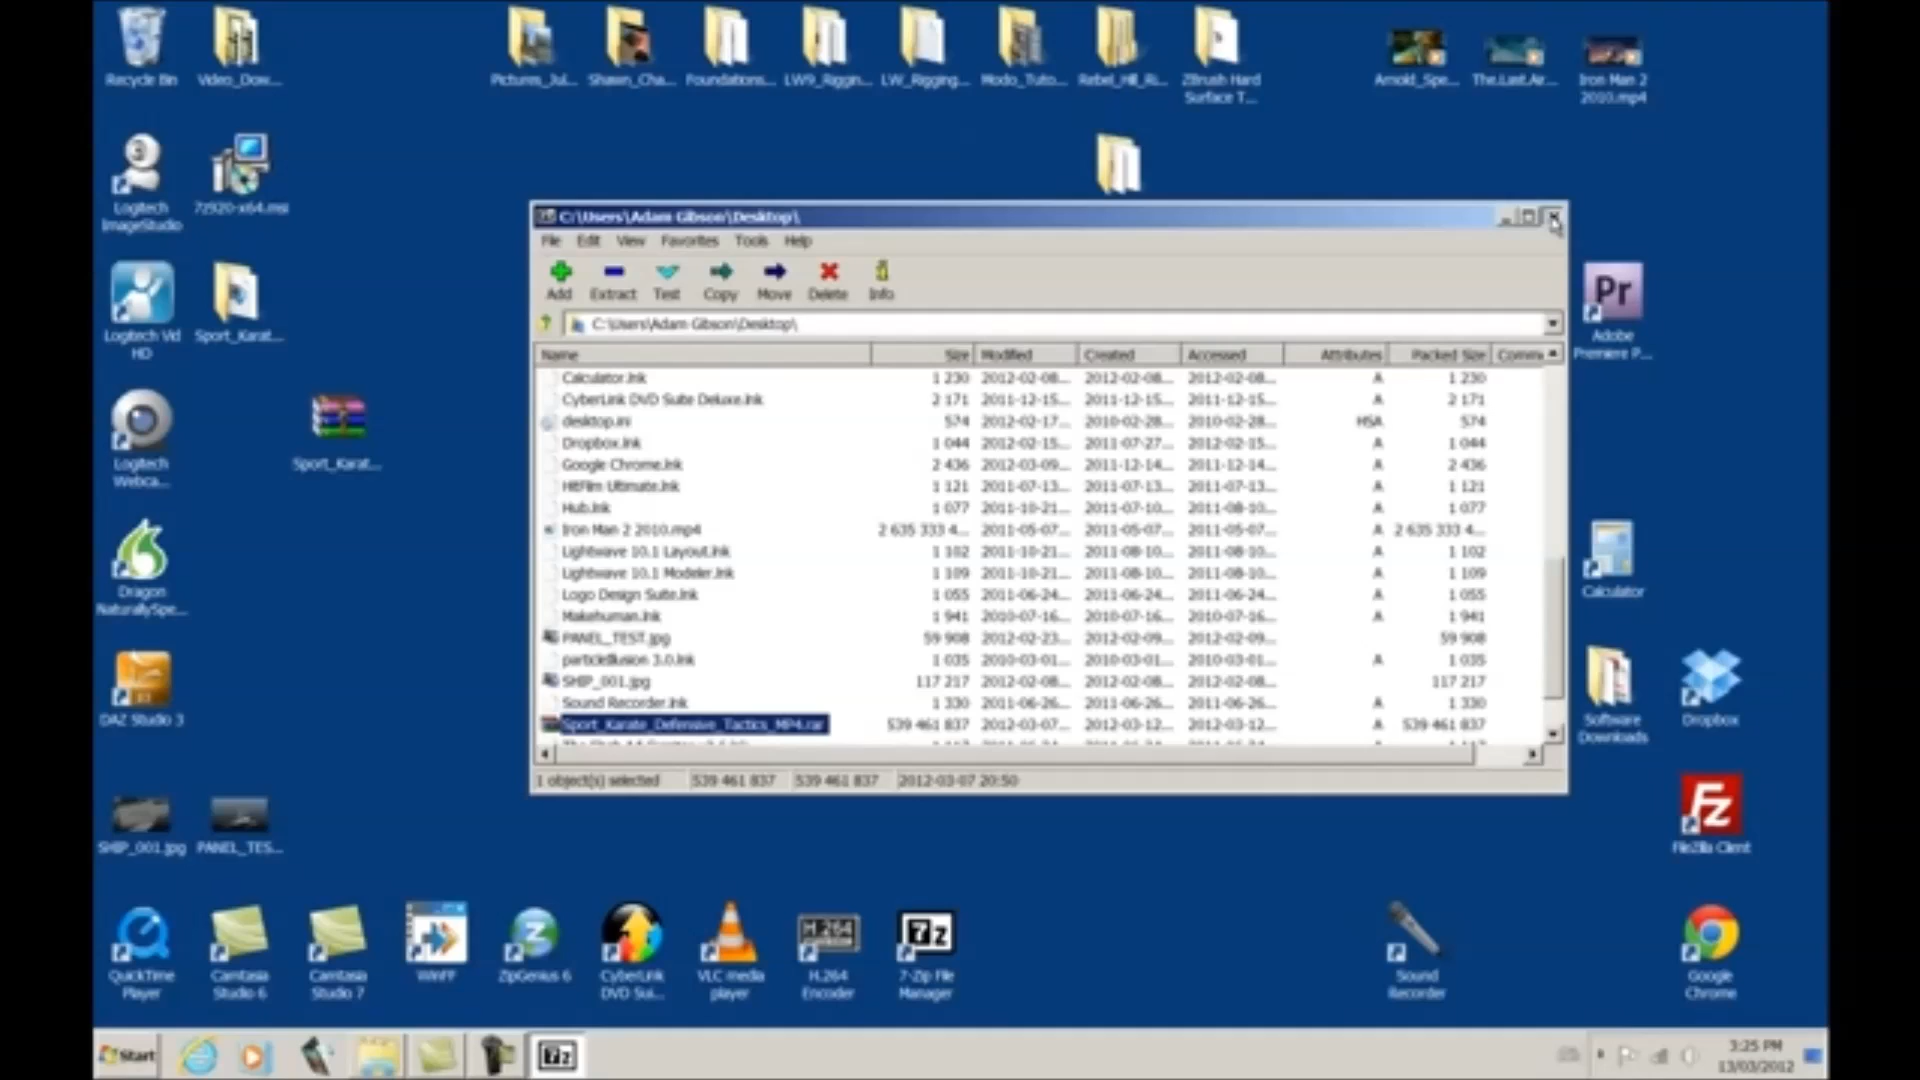 Recycle Bin
Video_Dow...
Pictures_Jul...
Shawn_Cha...
Foundations...
LW9_Riggin...
LW_Rigging...
Modo_Tuto...
Rebel_Hill_Ri...
ZBrush Hard
Surface T...
Arnold_Spe...
The.Last.Air...
Iron Man 2
2010.mp4
Logitech
ImageStudio
7z920-x64.msi
C:\Users\Adam Gibson\Desktop\
File Edit View Favorites Tools Help
Add Extract Test Copy Move Delete Info
C:\Users\Adam Gibson\Desktop\
Name Size Modified Created Accessed Attributes Packed Size Comm
Calculator.lnk 1 230 2012-02-08... 2012-02-08... 2012-02-08... A 1 230
CyberLink DVD Suite Deluxe.lnk 2 171 2011-12-15... 2011-12-15... 2011-12-15... A 2 171
desktop.ini 574 2012-02-17... 2010-02-28... 2010-02-28... HSA 574
Dropbox.lnk 1 044 2012-02-15... 2011-07-27... 2012-02-15... A 1 044
Google Chrome.lnk 2 436 2012-03-09... 2011-12-14... 2011-12-14... A 2 436
HitFilm Ultimate.lnk 1 121 2011-07-13... 2011-07-13... 2011-07-13... A 1 121
Hub.lnk 1 077 2011-10-21... 2011-07-10... 2011-08-10... A 1 077
Iron Man 2 2010.mp4 2 635 333 4... 2011-05-07... 2011-05-07... 2011-05-07... A 2 635 333 4...
Lightwave 10.1 Layout.lnk 1 102 2011-10-21... 2011-08-10... 2011-08-10... A 1 102
Lightwave 10.1 Modeler.lnk 1 109 2011-10-21... 2011-08-10... 2011-08-10... A 1 109
Logo Design Suite.lnk 1 055 2011-06-24... 2011-06-24... 2011-06-24... A 1 055
Makehuman.lnk 1 941 2010-07-16... 2010-07-16... 2010-07-16... A 1 941
PANEL_TEST.jpg 59 908 2012-02-23... 2012-02-09... 2012-02-09... 59 908
particleIllusion 3.0.lnk 1 035 2010-03-01... 2010-03-01... 2010-03-01... A 1 035
SHIP_001.jpg 117 217 2012-02-08... 2012-02-08... 2012-02-08... 117 217
Sound Recorder.lnk 1 330 2011-06-26... 2011-06-26... 2011-06-26... A 1 330
Sport_Karate_Defensive_Tactics_MP4.rar 539 461 837 2012-03-07... 2012-03-12... 2012-03-12... A 539 461 837
1 object(s) selected 539 461 837 539 461 837 2012-03-07 20:50
Logitech Vid
HD
Sport_Karat...
Pr
Adobe
Premiere P...
Logitech
Webca...
Sport_Karat...
Dragon
NaturallySpe...
Calculator
DAZ Studio 3
Software
Downloads
Dropbox
SHIP_001.jpg
PANEL_TES...
Fz
FileZilla Client
QuickTime
Player
Camtasia
Studio 6
Camtasia
Studio 7
WinFF
ZipGenius 6
CyberLink
DVD Sui...
VLC media
player
H.264
H.264
Encoder
7z
7-Zip File
Manager
Sound
Recorder
Google
Chrome
Start
7z
3:25 PM
13/03/2012